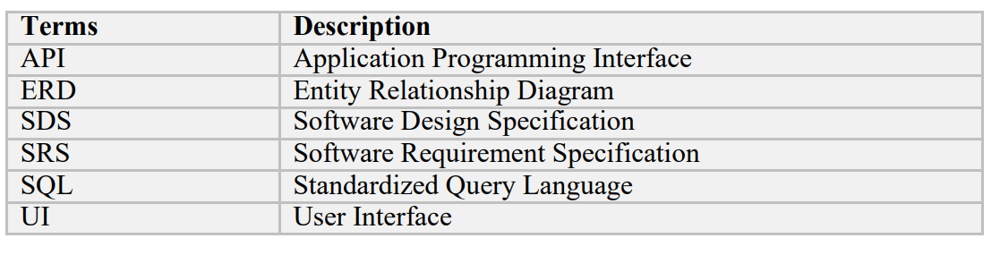 Terms Description
API Application Programming Interface
ERD Entity Relationship Diagram
SDS Software Design Specification
SRS Software Requirement Specification
SQL Standardized Query Language
UI User Interface